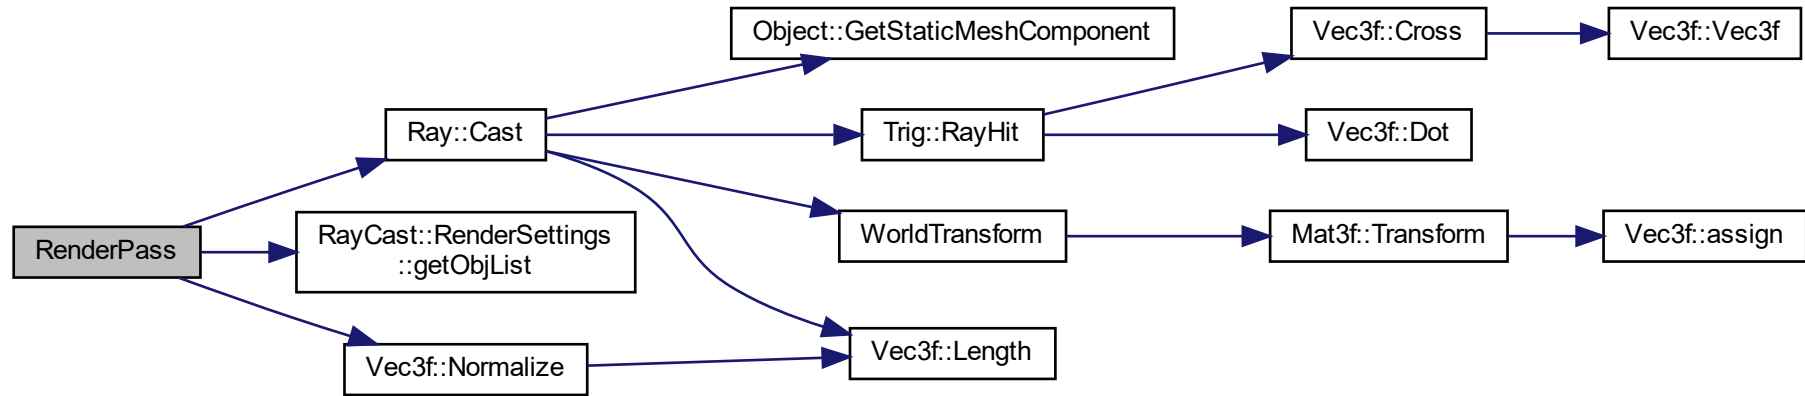 RenderPass
Ray::Cast
RayCast::RenderSettings
::getObjList
Vec3f::Normalize
Object::GetStaticMeshComponent
Trig::RayHit
WorldTransform
Vec3f::Length
Vec3f::Cross
Vec3f::Dot
Mat3f::Transform
Vec3f::Vec3f
Vec3f::assign